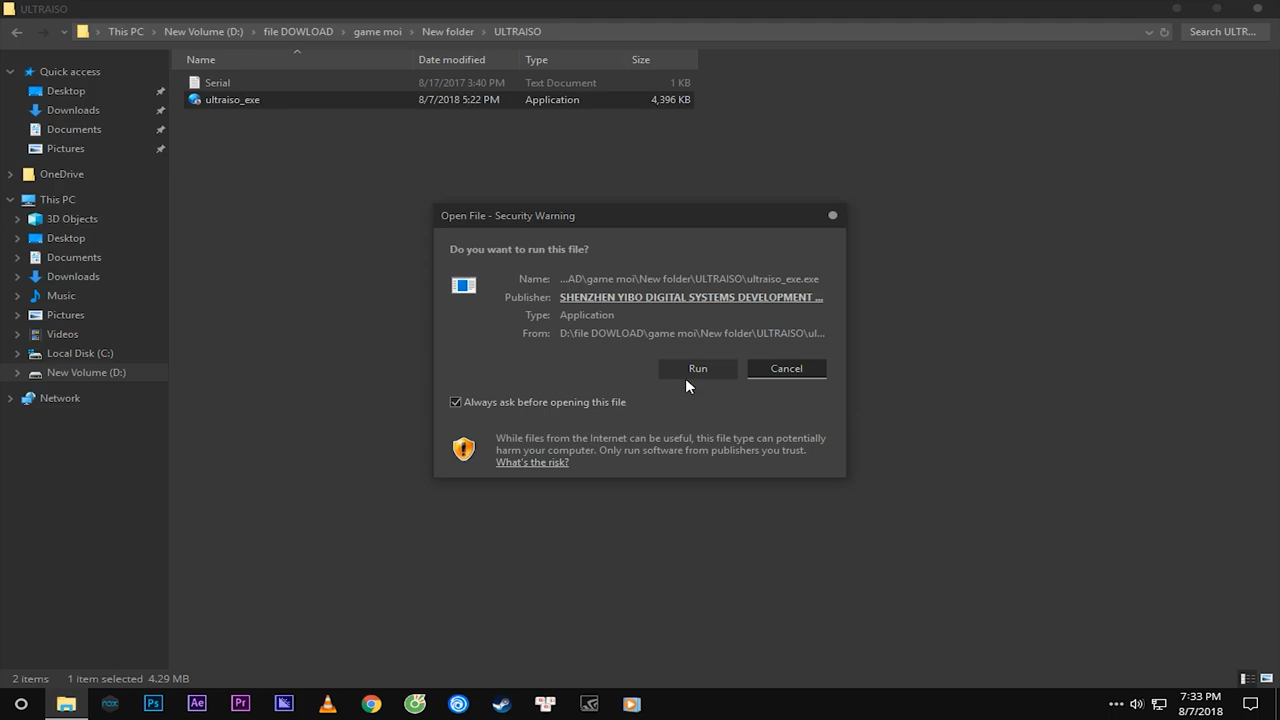 ULTRAISO
This PC > New Volume (D:) > file DOWLOAD > game moi > New folder > ULTRAISO
Search ULTR...
Name Date modified Type Size
Serial 8/17/2017 3:40 PM Text Document 1 KB
ultraiso_exe 8/7/2018 5:22 PM Application 4,396 KB
Quick access
Desktop
Downloads
Documents
Pictures
OneDrive
This PC
3D Objects
Desktop
Documents
Downloads
Music
Pictures
Videos
Local Disk (C:)
New Volume (D:)
Network
Open File - Security Warning
Do you want to run this file?
Name: ...AD\game moi\New folder\ULTRAISO\ultraiso_exe.exe
Publisher: SHENZHEN YIBO DIGITAL SYSTEMS DEVELOPMENT ...
Type: Application
From: D:\file DOWLOAD\game moi\New folder\ULTRAISO\ul...
Run Cancel
Always ask before opening this file
While files from the Internet can be useful, this file type can potentially
harm your computer. Only run software from publishers you trust.
What's the risk?
2 items 1 item selected 4.29 MB
nox Ps Ae Pr
7:33 PM
8/7/2018